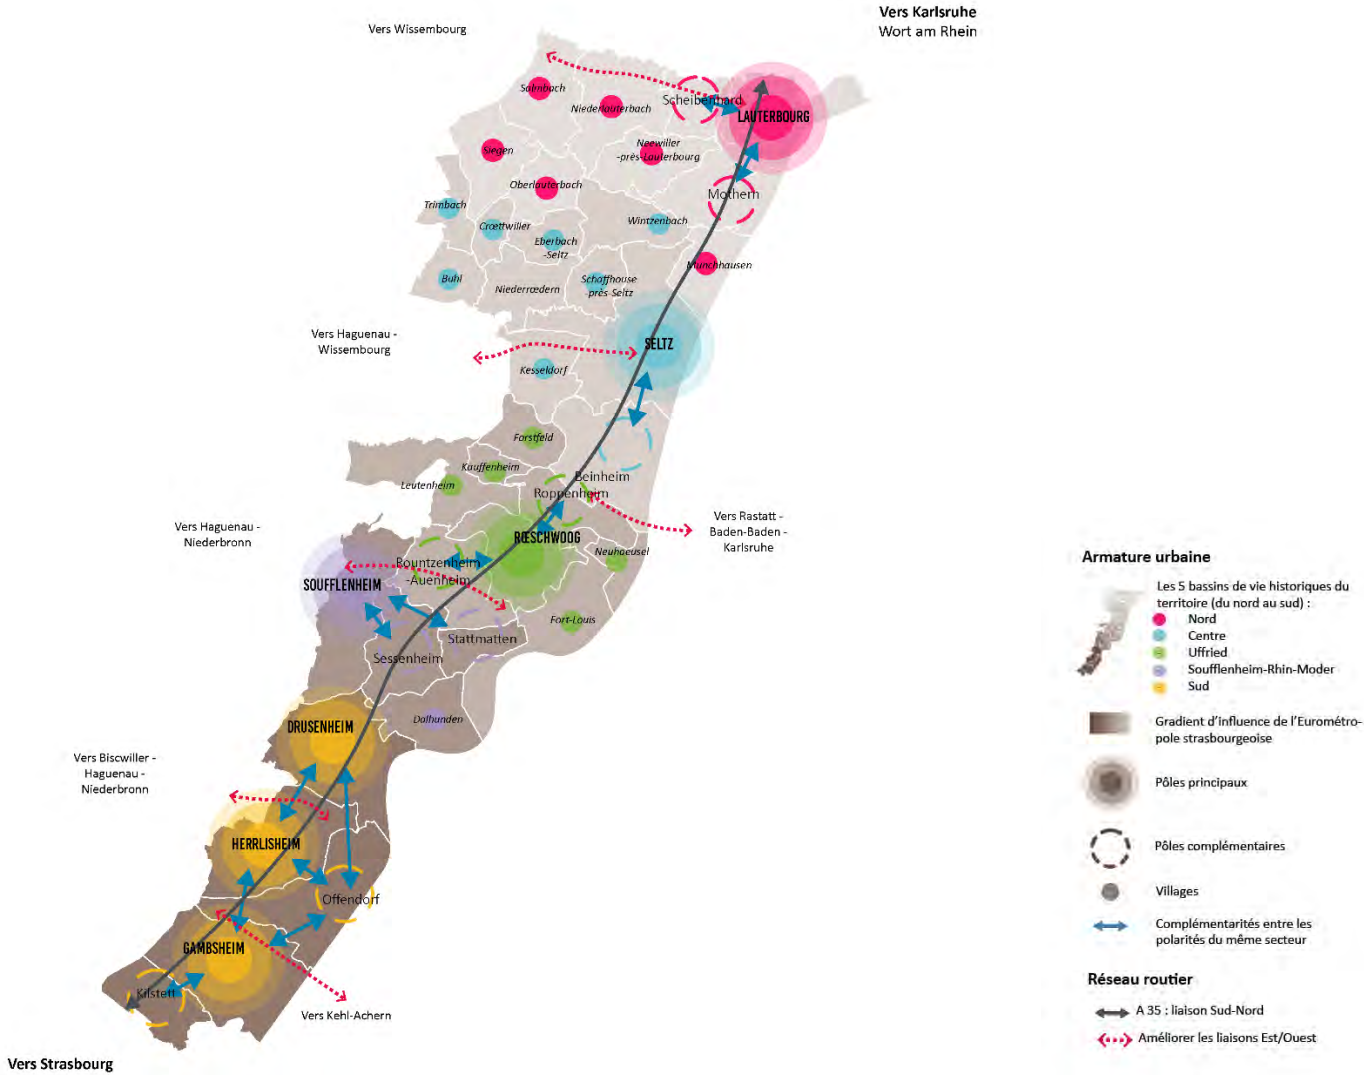 Vers Karlsruhe
Wort am Rhein
Vers Wissembourg
Salmbach
Niederlauterbach
Scheibenhard
LAUTERBOURG
Siegen
Neewiller
-près-Lauterbourg
Oberlauterbach
Mothern
Trimbach
Crœttwiller
Wintzenbach
Eberbach
-Seltz
Munchhausen
Buhl
Niederrœdern
Schaffhouse
-près-Seltz
Vers Haguenau -
Wissembourg
SELTZ
Kesseldorf
Forstfeld
Kauffenheim
Leutenheim
Beinheim
Roppenheim
Vers Rastatt -
Baden-Baden -
Karlsruhe
Vers Haguenau -
Niederbronn
RŒSCHWOOG
Neuhaeusel
Rountzenheim
-Auenheim
SOUFFLENHEIM
Fort-Louis
Stattmatten
Sessenheim
Dalhunden
DRUSENHEIM
Vers Biscwiller -
Haguenau -
Niederbronn
HERRLISHEIM
Offendorf
GAMBSHEIM
Kilstett
Vers Kehl-Achern
Vers Strasbourg
Armature urbaine
Les 5 bassins de vie historiques du
territoire (du nord au sud) :
Nord
Centre
Uffried
Soufflenheim-Rhin-Moder
Sud
Gradient d'influence de l'Eurométro-
pole strasbourgeoise
Pôles principaux
Pôles complémentaires
Villages
Complémentarités entre les
polarités du même secteur
Réseau routier
A 35 : liaison Sud-Nord
Améliorer les liaisons Est/Ouest